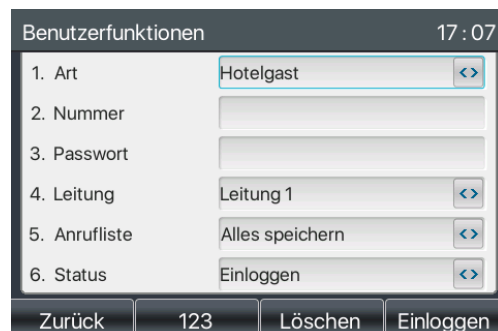 Benutzerfunktionen 17:07
1. Art Hotelgast
2. Nummer
3. Passwort
4. Leitung Leitung 1
5. Anrufliste Alles speichern
6. Status Einloggen
Zurück 123 Löschen Einloggen